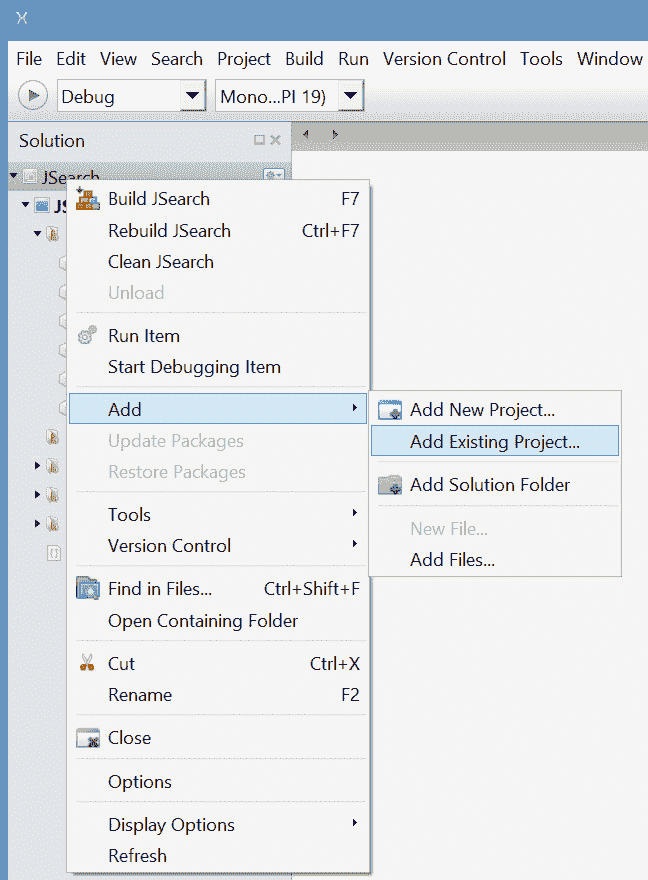 File Edit View Search Project Build Run Version Control Tools Window
Debug Mono...PI 19)
Solution
JSearch
Build JSearch F7
Rebuild JSearch Ctrl+F7
Clean JSearch
Unload
Run Item
Start Debugging Item
Add
Update Packages
Restore Packages
Tools
Version Control
Find in Files... Ctrl+Shift+F
Open Containing Folder
Cut Ctrl+X
Rename F2
Close
Options
Display Options
Refresh
Add New Project...
Add Existing Project...
Add Solution Folder
New File...
Add Files...